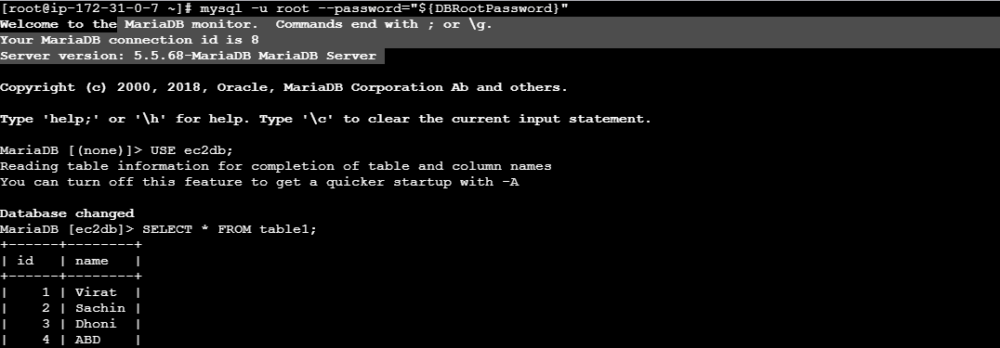 [root@ip-172-31-0-7 ~]# mysql -u root --password="${DBRootPassword}"
Welcome to the MariaDB monitor.  Commands end with ; or \g.
Your MariaDB connection id is 8
Server version: 5.5.68-MariaDB MariaDB Server
Copyright (c) 2000, 2018, Oracle, MariaDB Corporation Ab and others.
Type 'help;' or '\h' for help. Type '\c' to clear the current input statement.
MariaDB [(none)]> USE ec2db;
Reading table information for completion of table and column names
You can turn off this feature to get a quicker startup with -A
Database changed
MariaDB [ec2db]> SELECT * FROM table1;
+------+--------+
| id   | name   |
+------+--------+
|    1 | Virat  |
|    2 | Sachin |
|    3 | Dhoni  |
|    4 | ABD    |